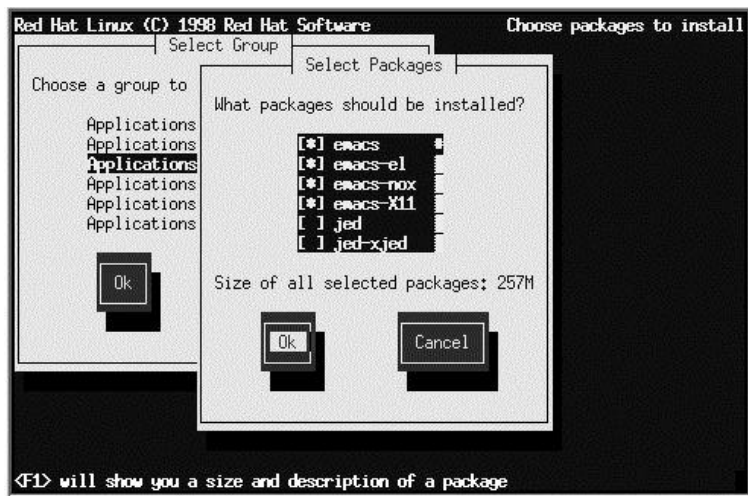 Red Hat Linux (C) 1998 Red Hat Software Choose packages to install
Select Group
Choose a group to
Applications
Applications
Applications
Applications
Applications
Applications
Ok
Select Packages
What packages should be installed?
[*] emacs
[*] emacs-el
[*] emacs-nox
[*] emacs-X11
[ ] jed
[ ] jed-xjed
Size of all selected packages: 257M
Ok Cancel
<F1> will show you a size and description of a package